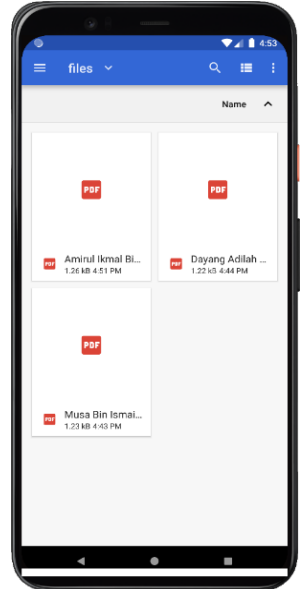 4:53
files
Name
PDF
PDF Amirul Ikmal Bi...
1.26 kB 4:51 PM
PDF
PDF Dayang Adilah ...
1.22 kB 4:44 PM
PDF
PDF Musa Bin Ismai...
1.23 kB 4:43 PM